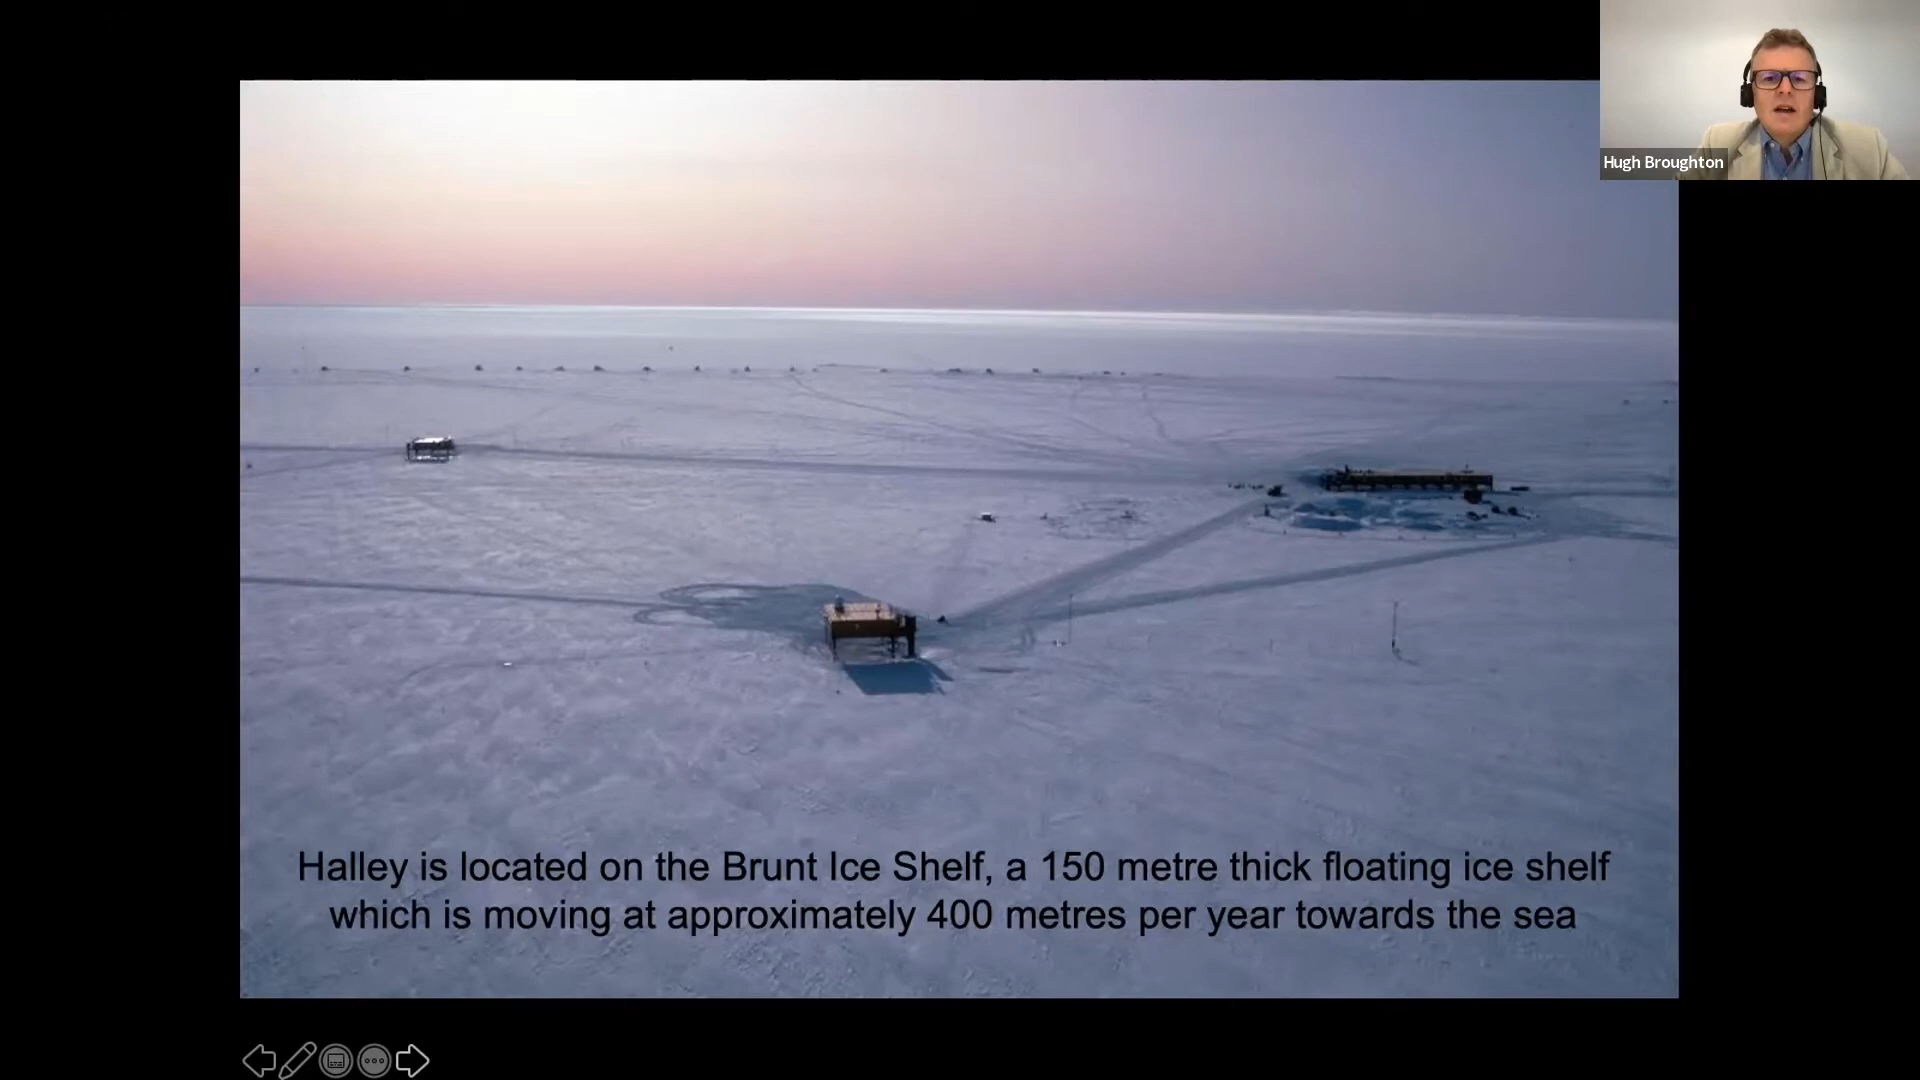 Hugh Broughton
Halley is located on the Brunt Ice Shelf, a 150 metre thick floating ice shelf
which is moving at approximately 400 metres per year towards the sea